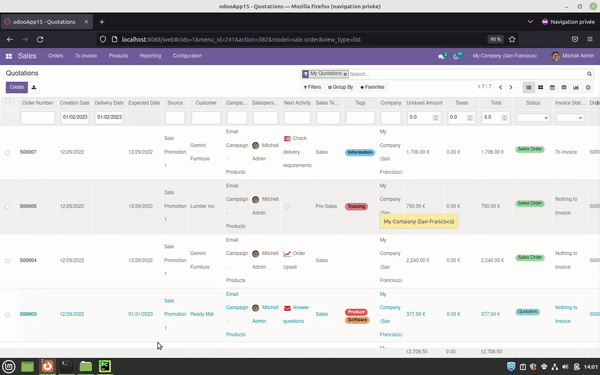 odooApp15 - Quotations — Mozilla Firefox (navigation privée)
odooApp15 - Quotations
Navigation privée
localhost:8088/web#cids=1&menu_id=241&action=382&model=sale.order&view_type=list
90 %
Sales Orders To Invoice Products Reporting Configuration
My Company (San Francisco) Mitchell Admin
Quotations
My Quotations Search...
Create
Filters Group By Favorites
1-7 / 7
Order Number Creation Date Delivery Date Expected Date Source Customer Campa... Salespers... Next Activity Sales Te... Tags Company Untaxed Amount Taxes Total Status Invoice Stat...
01/02/2023 01/02/2023 0.0 0.0 0.0
S00007 12/29/2022 12/29/2022 Sale Promotion 1 Gemini Furniture Email Campaign - Products Mitchell Admin Check delivery requirements Sales Information My Company (San Francisco) 1,706.00 € 0.00 € 1,706.00 € Sales Order To Invoice
S00006 12/29/2022 12/29/2022 Sale Promotion 1 Lumber Inc Email Campaign - Products Mitchell Admin Pre-Sales Training My Company (San 750.00 € 0.00 € 750.00 € Sales Order Nothing to Invoice
My Company (San Francisco)
S00004 12/29/2022 12/29/2022 Sale Promotion 1 Gemini Furniture Email Campaign - Products Mitchell Admin Order Upsell Sales My Company (San Francisco) 2,240.00 € 0.00 € 2,240.00 € Sales Order Nothing to Invoice
S00003 12/29/2022 01/31/2023 Sale Promotion 1 Ready Mat Email Campaign - Products Mitchell Admin Answer questions Sales Product Software My Company (San Francisco) 377.50 € 0.00 € 377.50 € Quotation Nothing to Invoice
Email My
12,708.50 0.00 12,708.50
14:01